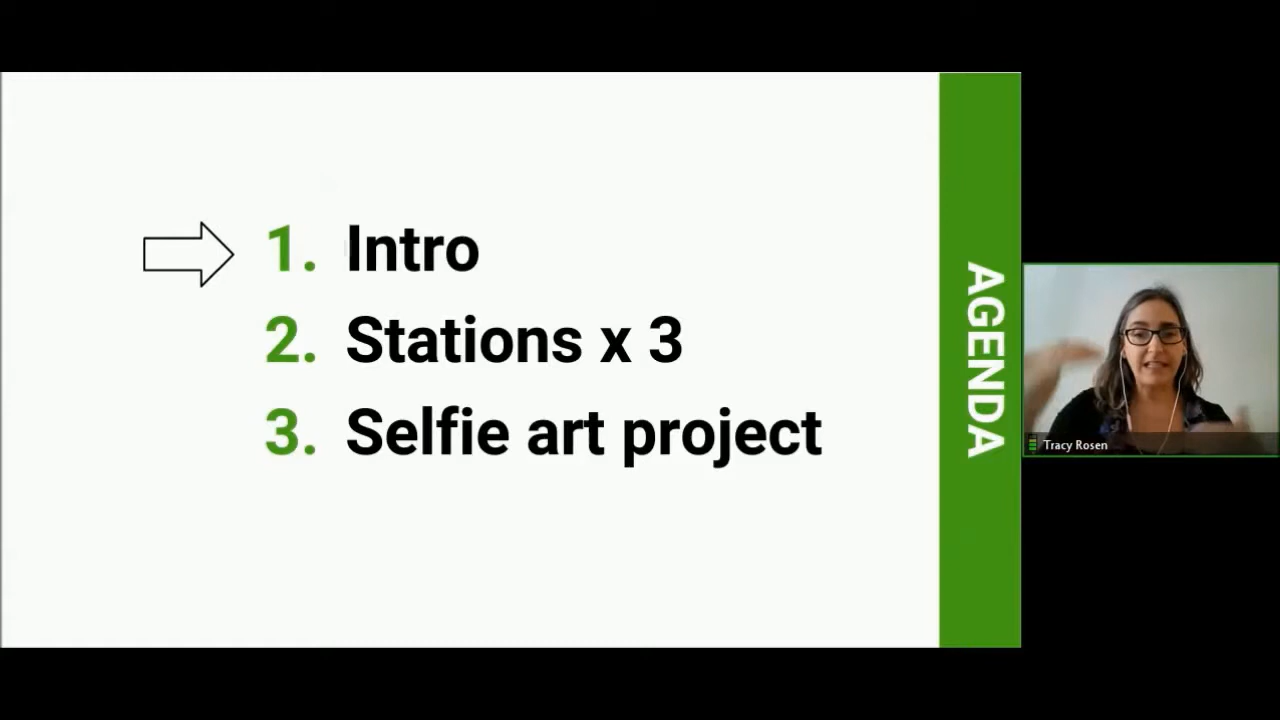 1. Intro
2. Stations x 3
3. Selfie art project
AGENDA
Tracy Rosen